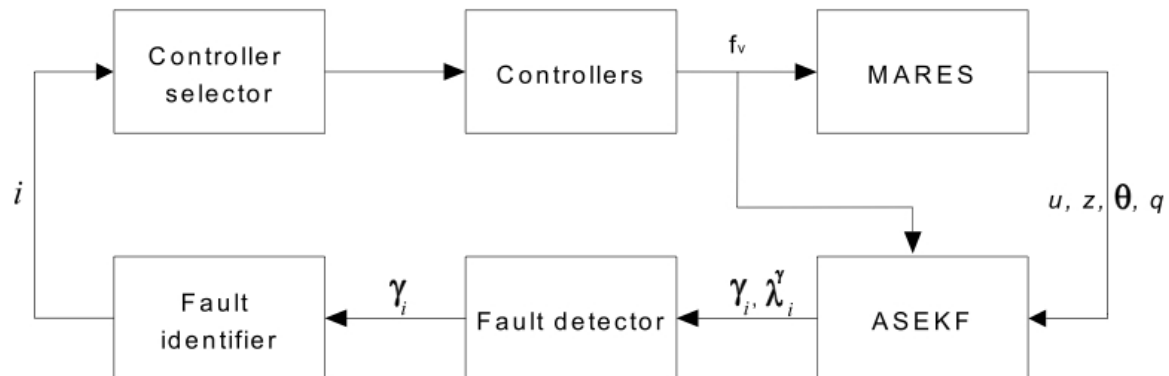 Controller
selector
Controllers
fᵥ
MARES
i
u, z, θ, q
Fault
identifier
γᵢ
Fault detector
γᵢ, λᵢᵞ
ASEKF